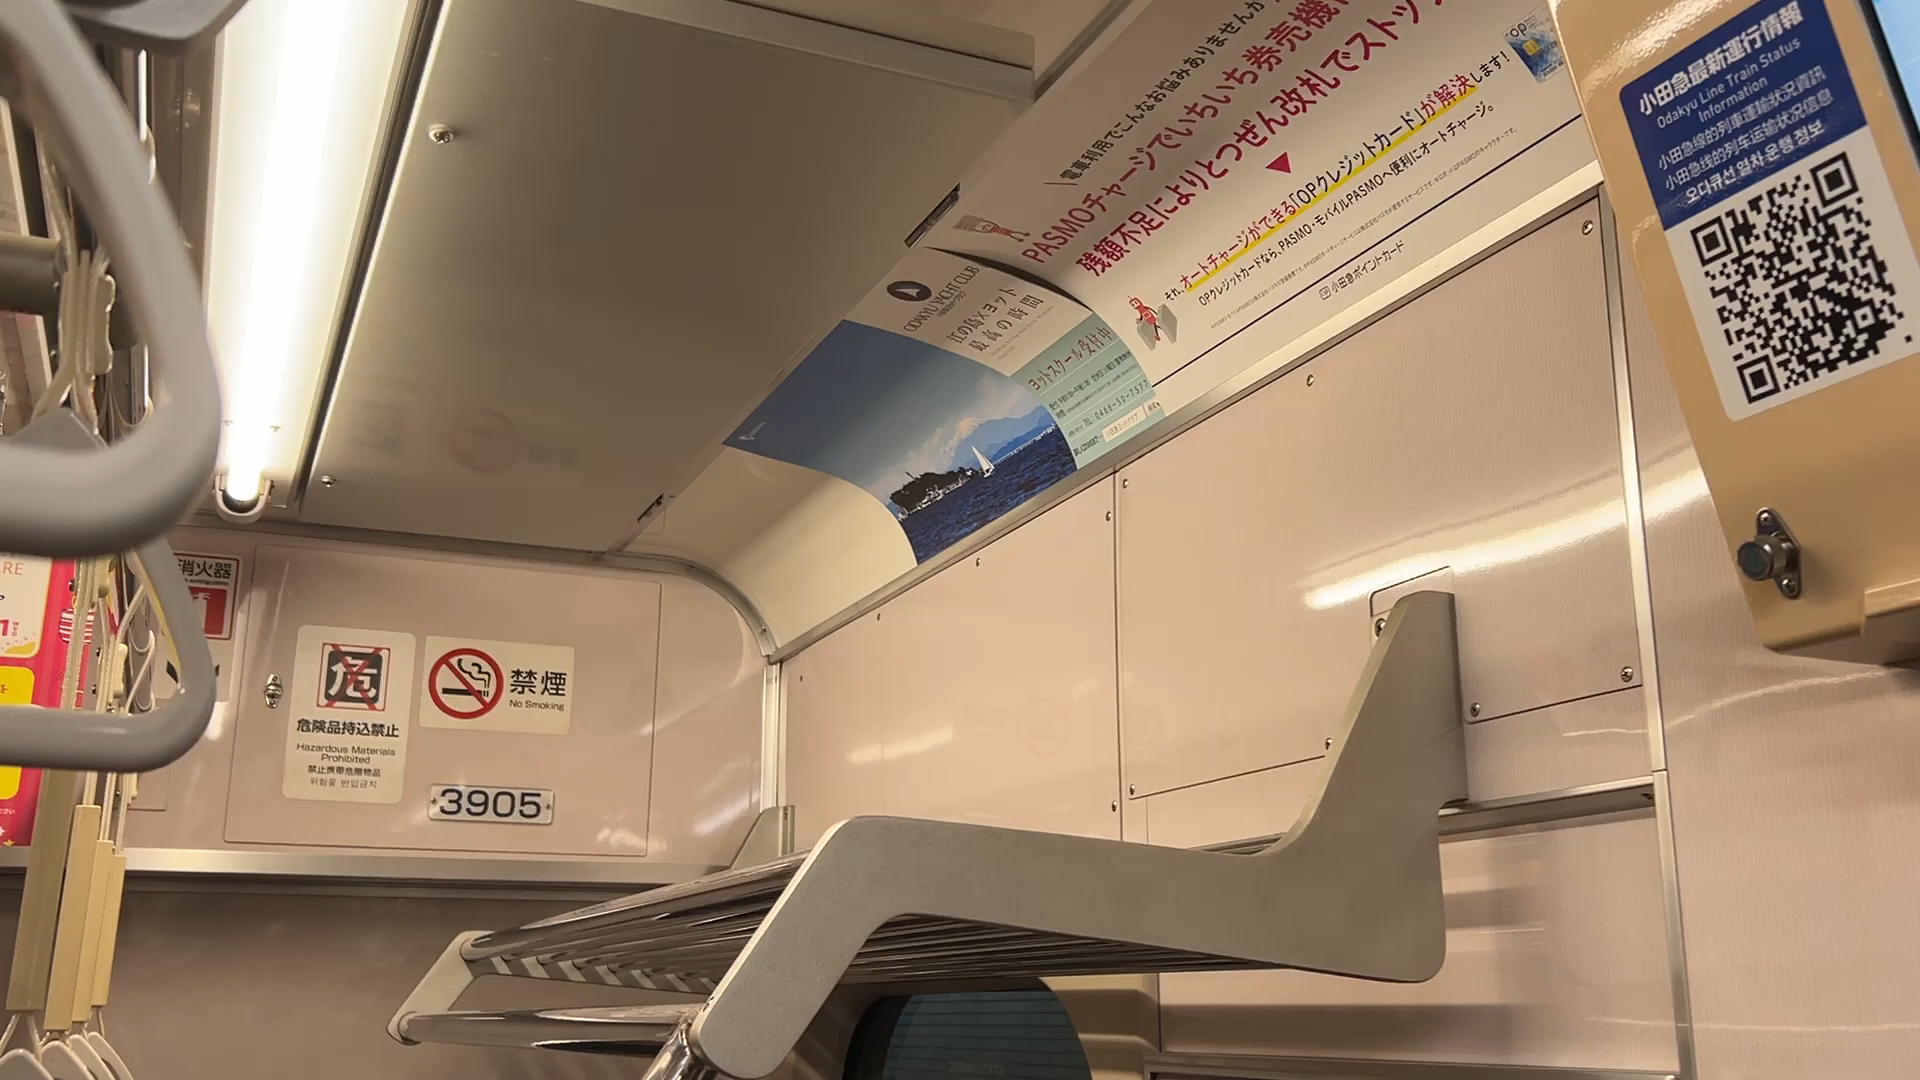 電車利用でこんなお悩みありませんか
PASMOチャージでいちいち券売機に
残額不足によりとつぜん改札でストップ
それ、オートチャージができる「OPクレジットカード」が解決します!
OPクレジットカードなら、PASMO・モバイルPASMOへ便利にオートチャージ。
小田急ポイントカード
OP
小田急最新運行情報
Odakyu Line Train Status
Information
小田急線的列車運輸狀況資訊
小田急线的列车运输状况信息
오다큐선 열차 운행 정보
ODAKYU YACHT CLUB
江の島×ヨット
最高の時間
ヨットスクール受付中
TEL:0466-50-7577
消火器
危
危険品持込禁止
Hazardous Materials
Prohibited
禁止攜帶危險物品
위험물 반입금지
禁煙
No Smoking
3905